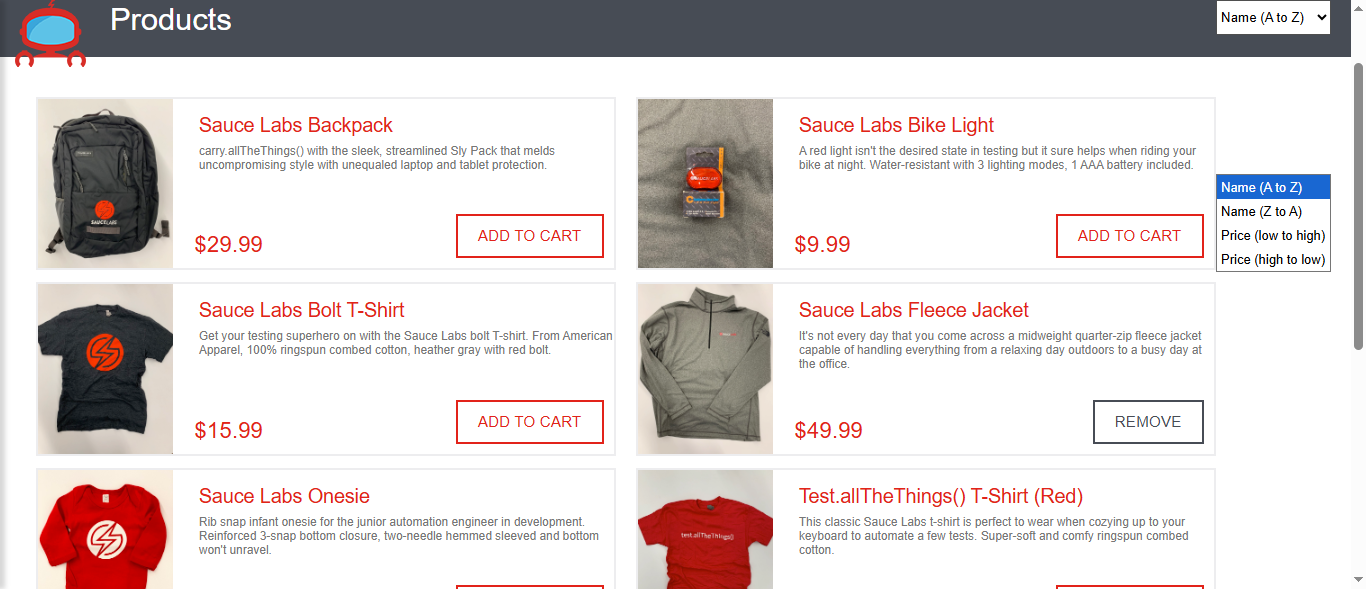 Products
Name (A to Z)
Sauce Labs Backpack
carry.allTheThings() with the sleek, streamlined Sly Pack that melds
uncompromising style with unequaled laptop and tablet protection.
$29.99
ADD TO CART
SAUCELABS
Sauce Labs Bike Light
A red light isn't the desired state in testing but it sure helps when riding your
bike at night. Water-resistant with 3 lighting modes, 1 AAA battery included.
$9.99
ADD TO CART
Name (A to Z)
Name (Z to A)
Price (low to high)
Price (high to low)
Sauce Labs Bolt T-Shirt
Get your testing superhero on with the Sauce Labs bolt T-shirt. From American
Apparel, 100% ringspun combed cotton, heather gray with red bolt.
$15.99
ADD TO CART
Sauce Labs Fleece Jacket
It's not every day that you come across a midweight quarter-zip fleece jacket
capable of handling everything from a relaxing day outdoors to a busy day at
the office.
$49.99
REMOVE
Sauce Labs Onesie
Rib snap infant onesie for the junior automation engineer in development.
Reinforced 3-snap bottom closure, two-needle hemmed sleeved and bottom
won't unravel.
Test.allTheThings() T-Shirt (Red)
This classic Sauce Labs t-shirt is perfect to wear when cozying up to your
keyboard to automate a few tests. Super-soft and comfy ringspun combed
cotton.
test.allTheThings()